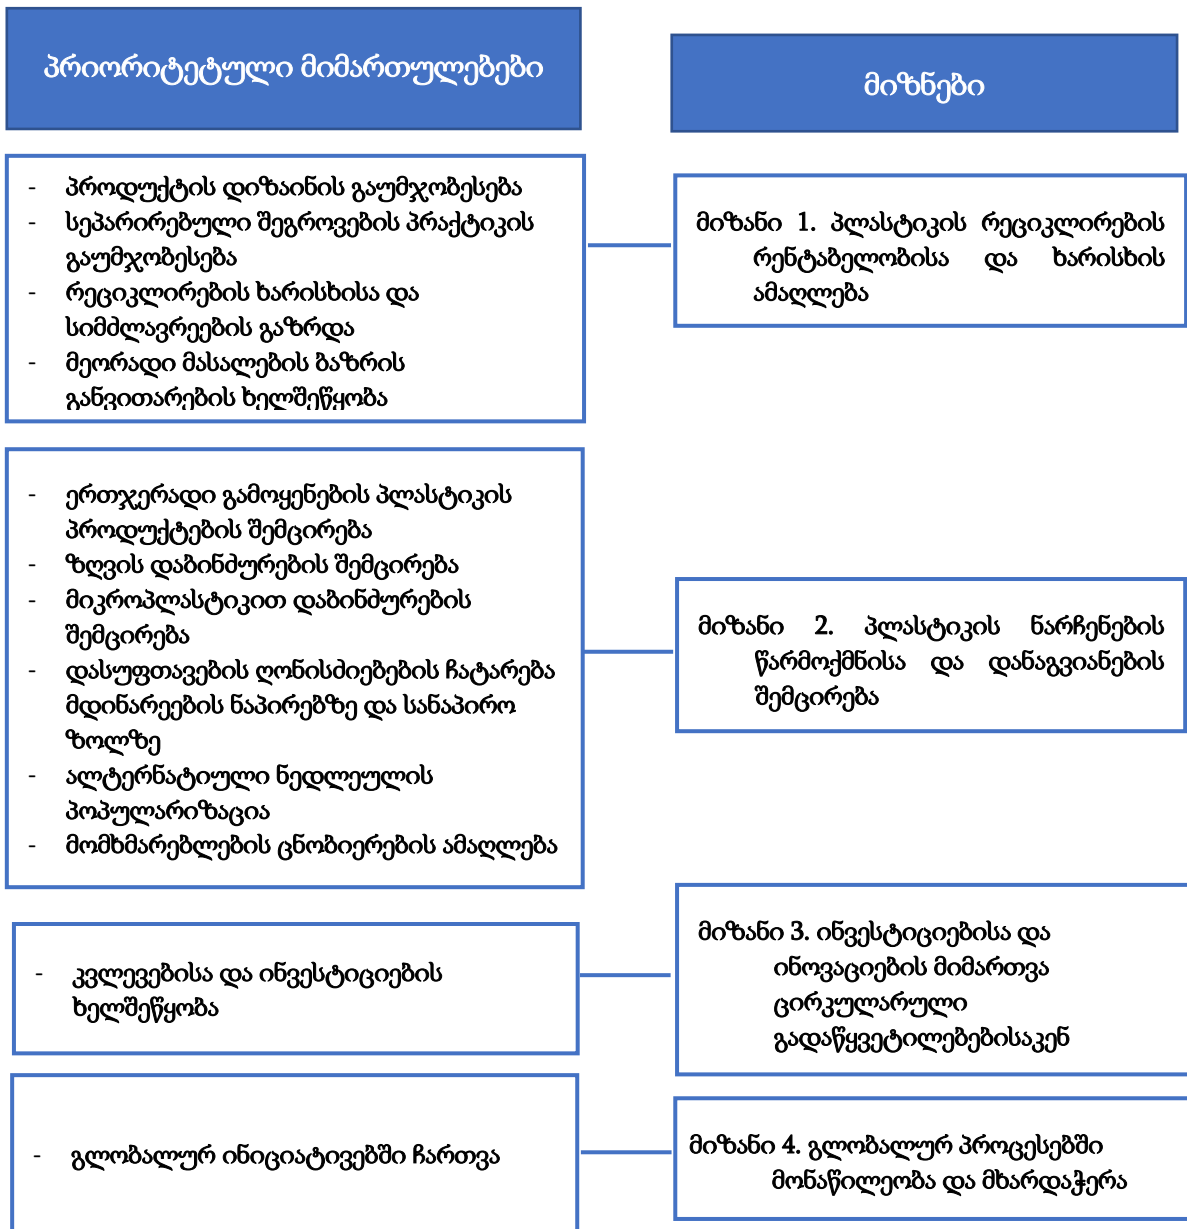 პრიორიტეტული მიმართულებები
მიზნები
- პროდუქტის დიზაინის გაუმჯობესება
- სეპარირებული შეგროვების პრაქტიკის
გაუმჯობესება
- რეციკლირების ხარისხისა და
სიმძლავრეების გაზრდა
- მეორადი მასალების ბაზრის
განვითარების ხელშეწყობა
მიზანი 1. პლასტიკის რეციკლირების
რენტაბელობისა და ხარისხის
ამაღლება
- ერთჯერადი გამოყენების პლასტიკის
პროდუქტების შემცირება
- ზღვის დაბინძურების შემცირება
- მიკროპლასტიკით დაბინძურების
შემცირება
- დასუფთავების ღონისძიებების ჩატარება
მდინარეების ნაპირებზე და სანაპირო
ზოლზე
- ალტერნატიული ნედლეულის
პოპულარიზაცია
- მომხმარებლების ცნობიერების ამაღლება
მიზანი 2. პლასტიკის ნარჩენების
წარმოქმნისა და დანაგვიანების
შემცირება
- კვლევებისა და ინვესტიციების
ხელშეწყობა
მიზანი 3. ინვესტიციებისა და
ინოვაციების მიმართვა
ცირკულარული
გადაწყვეტილებებისაკენ
- გლობალურ ინიციატივებში ჩართვა
მიზანი 4. გლობალურ პროცესებში
მონაწილეობა და მხარდაჭერა